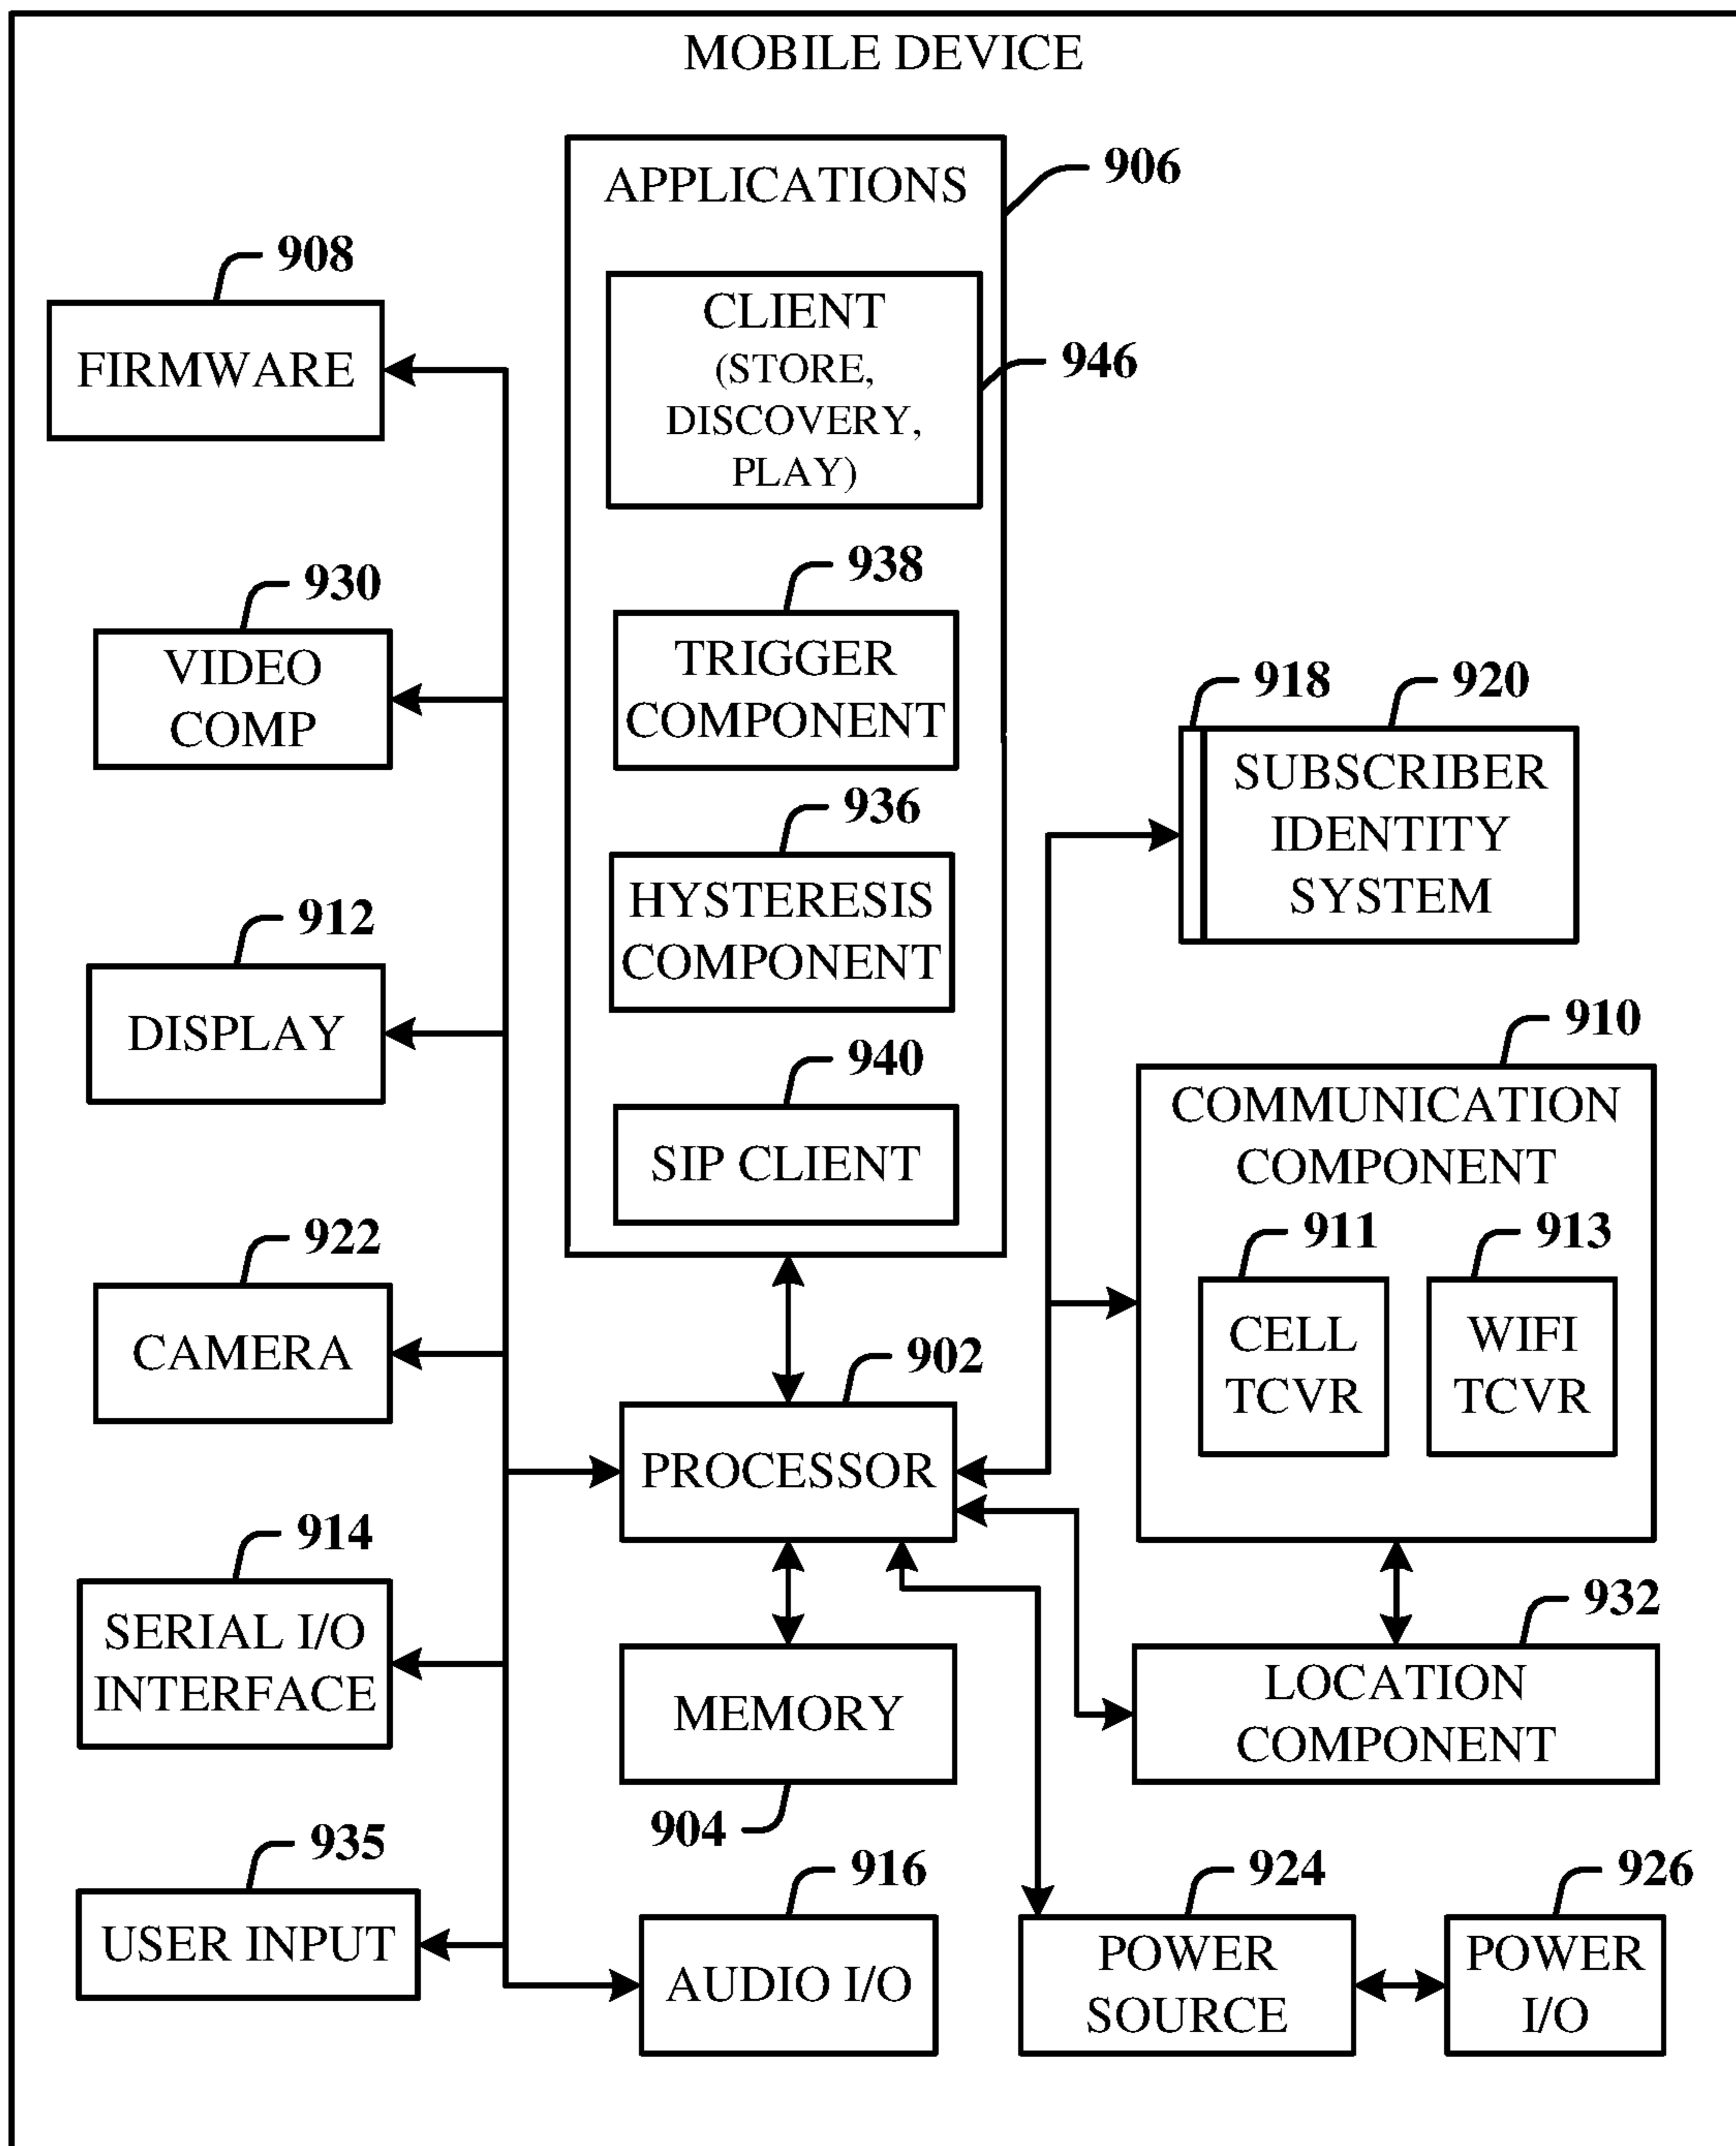 MOBILE DEVICE
906
APPLICATIONS
908
FIRMWARE
CLIENT
(STORE,
DISCOVERY,
PLAY)
946
930
VIDEO
COMP
938
TRIGGER
COMPONENT
918
920
SUBSCRIBER
IDENTITY
SYSTEM
936
HYSTERESIS
COMPONENT
912
DISPLAY
940
SIP CLIENT
910
COMMUNICATION
COMPONENT
911
CELL
TCVR
913
WIFI
TCVR
922
CAMERA
902
PROCESSOR
914
SERIAL I/O
INTERFACE
MEMORY
904
932
LOCATION
COMPONENT
935
USER INPUT
916
AUDIO I/O
924
POWER
SOURCE
926
POWER
I/O